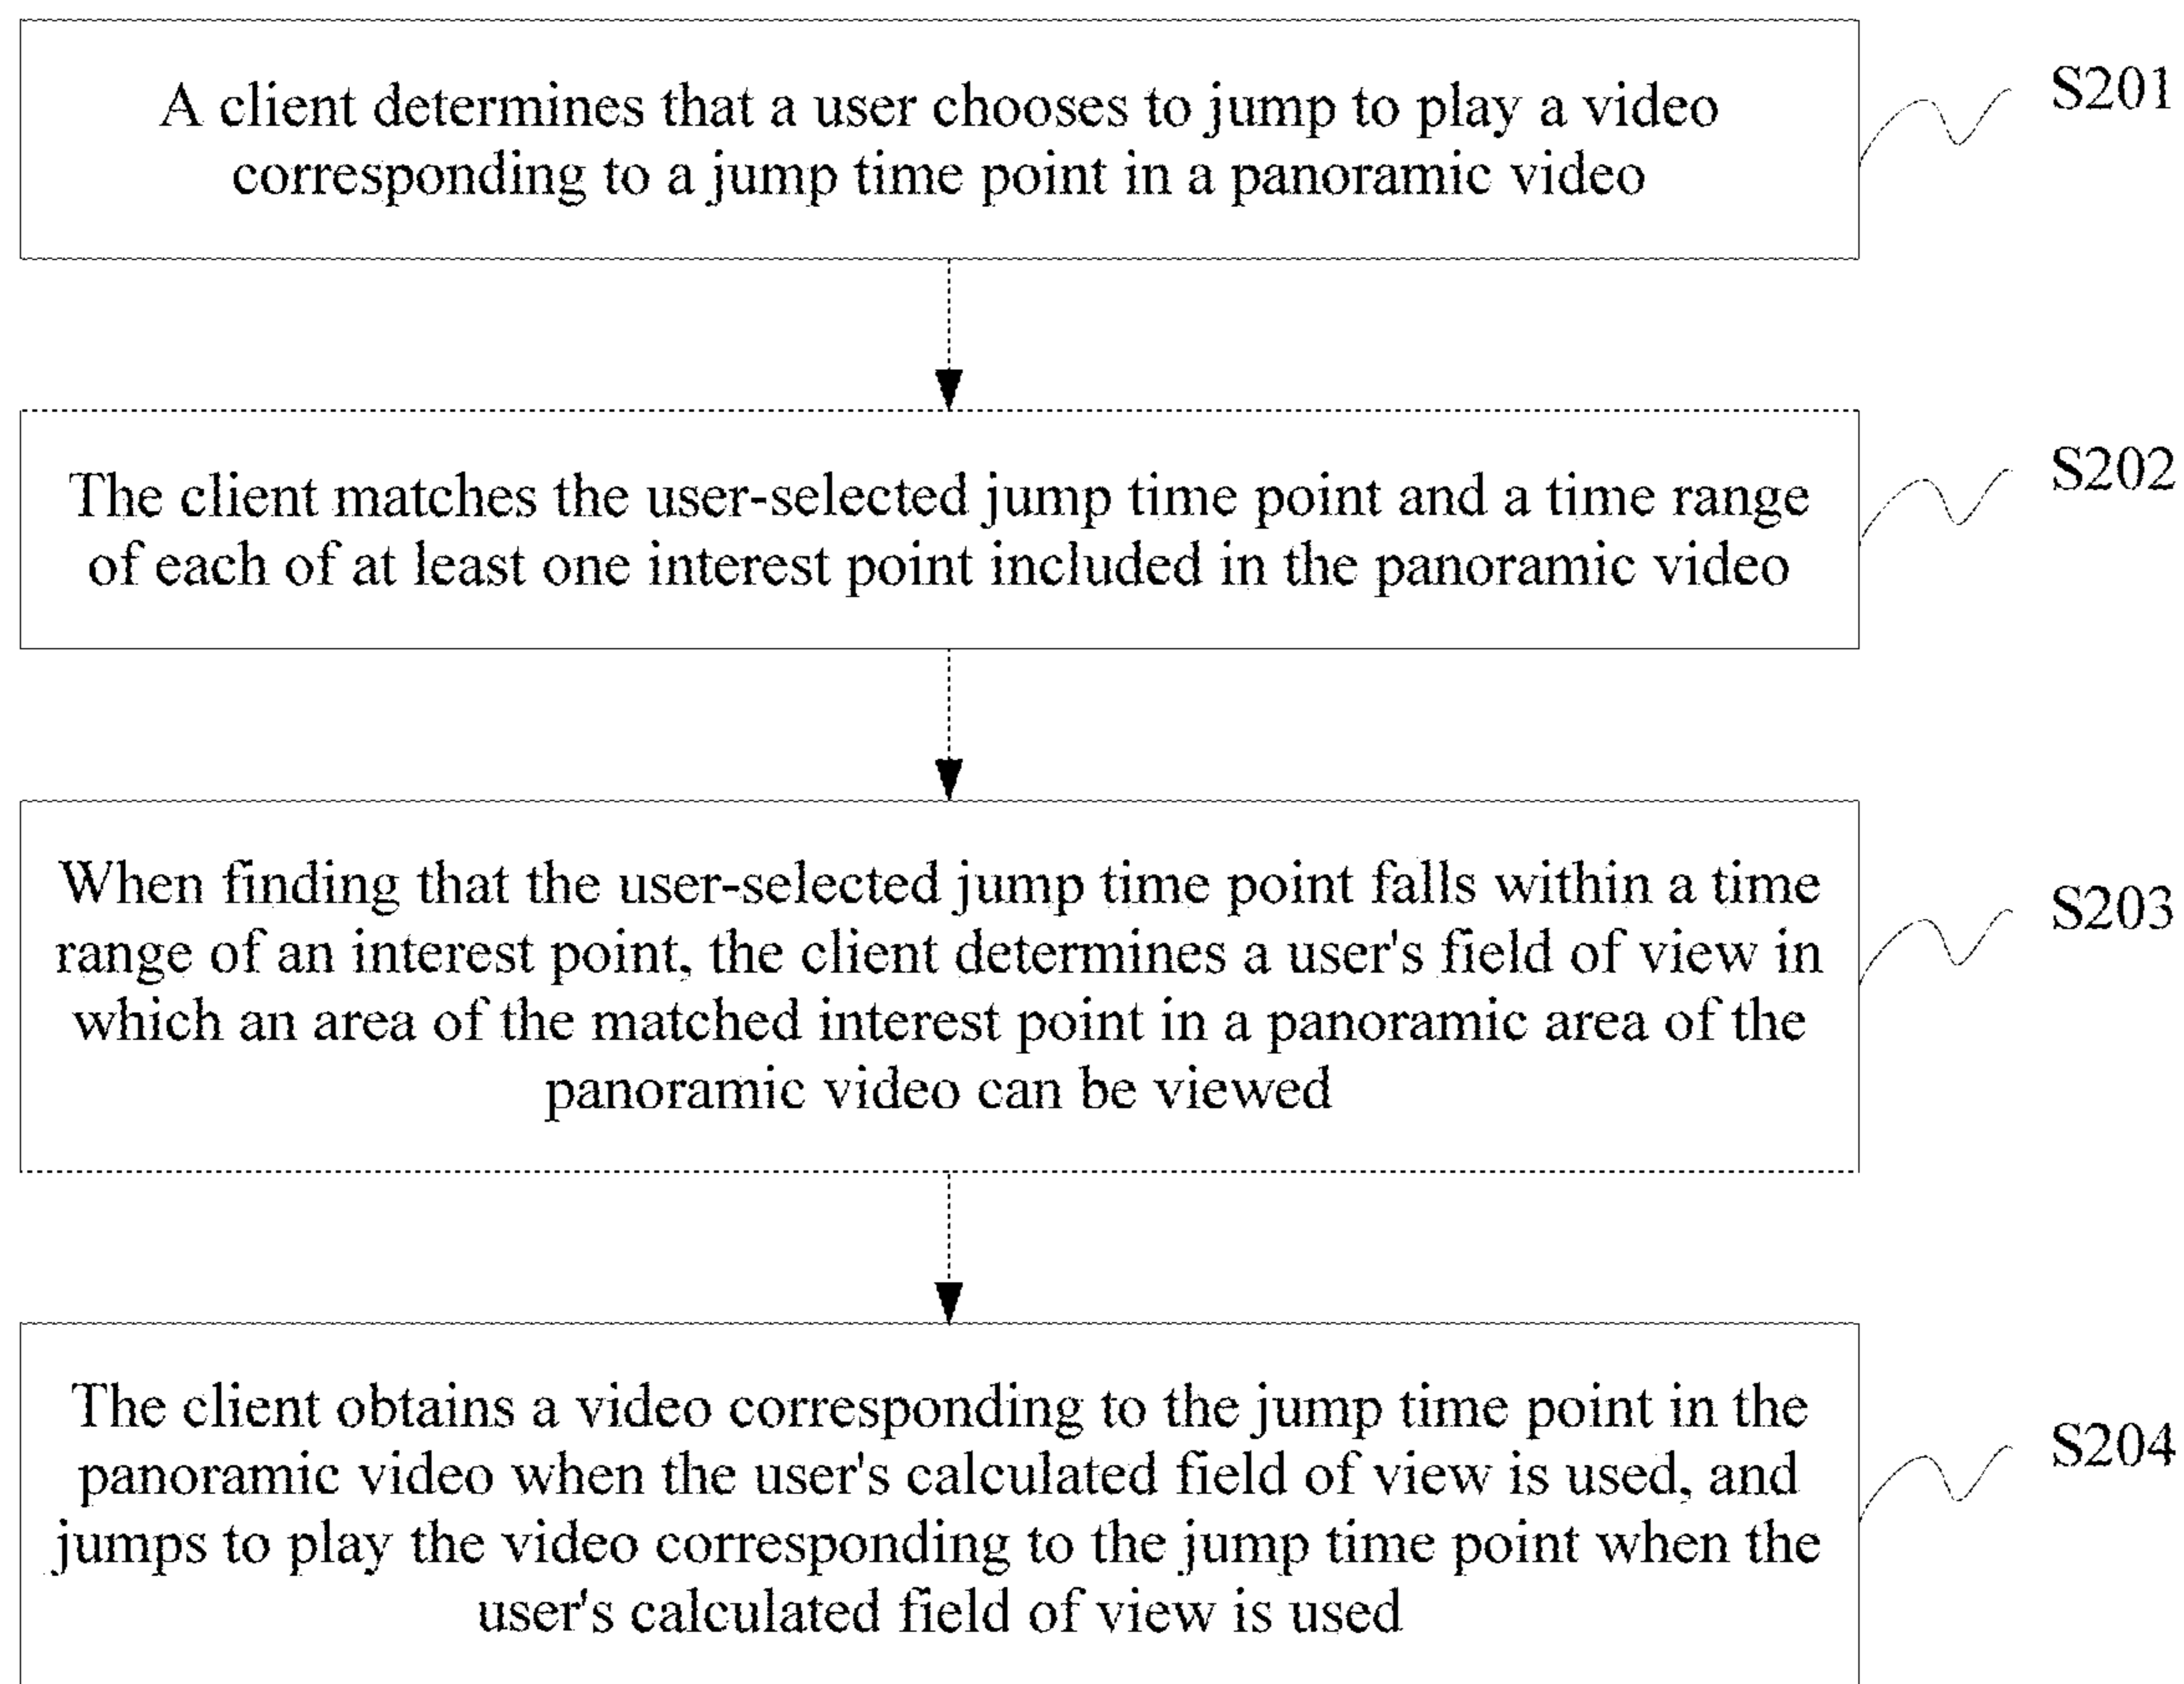 A client determines that a user chooses to jump to play a video
corresponding to a jump time point in a panoramic video
S201
The client matches the user-selected jump time point and a time range
of each of at least one interest point included in the panoramic video
S202
When finding that the user-selected jump time point falls within a time
range of an interest point, the client determines a user's field of view in
which an area of the matched interest point in a panoramic area of the
panoramic video can be viewed
S203
The client obtains a video corresponding to the jump time point in the
panoramic video when the user's calculated field of view is used, and
jumps to play the video corresponding to the jump time point when the
user's calculated field of view is used
S204